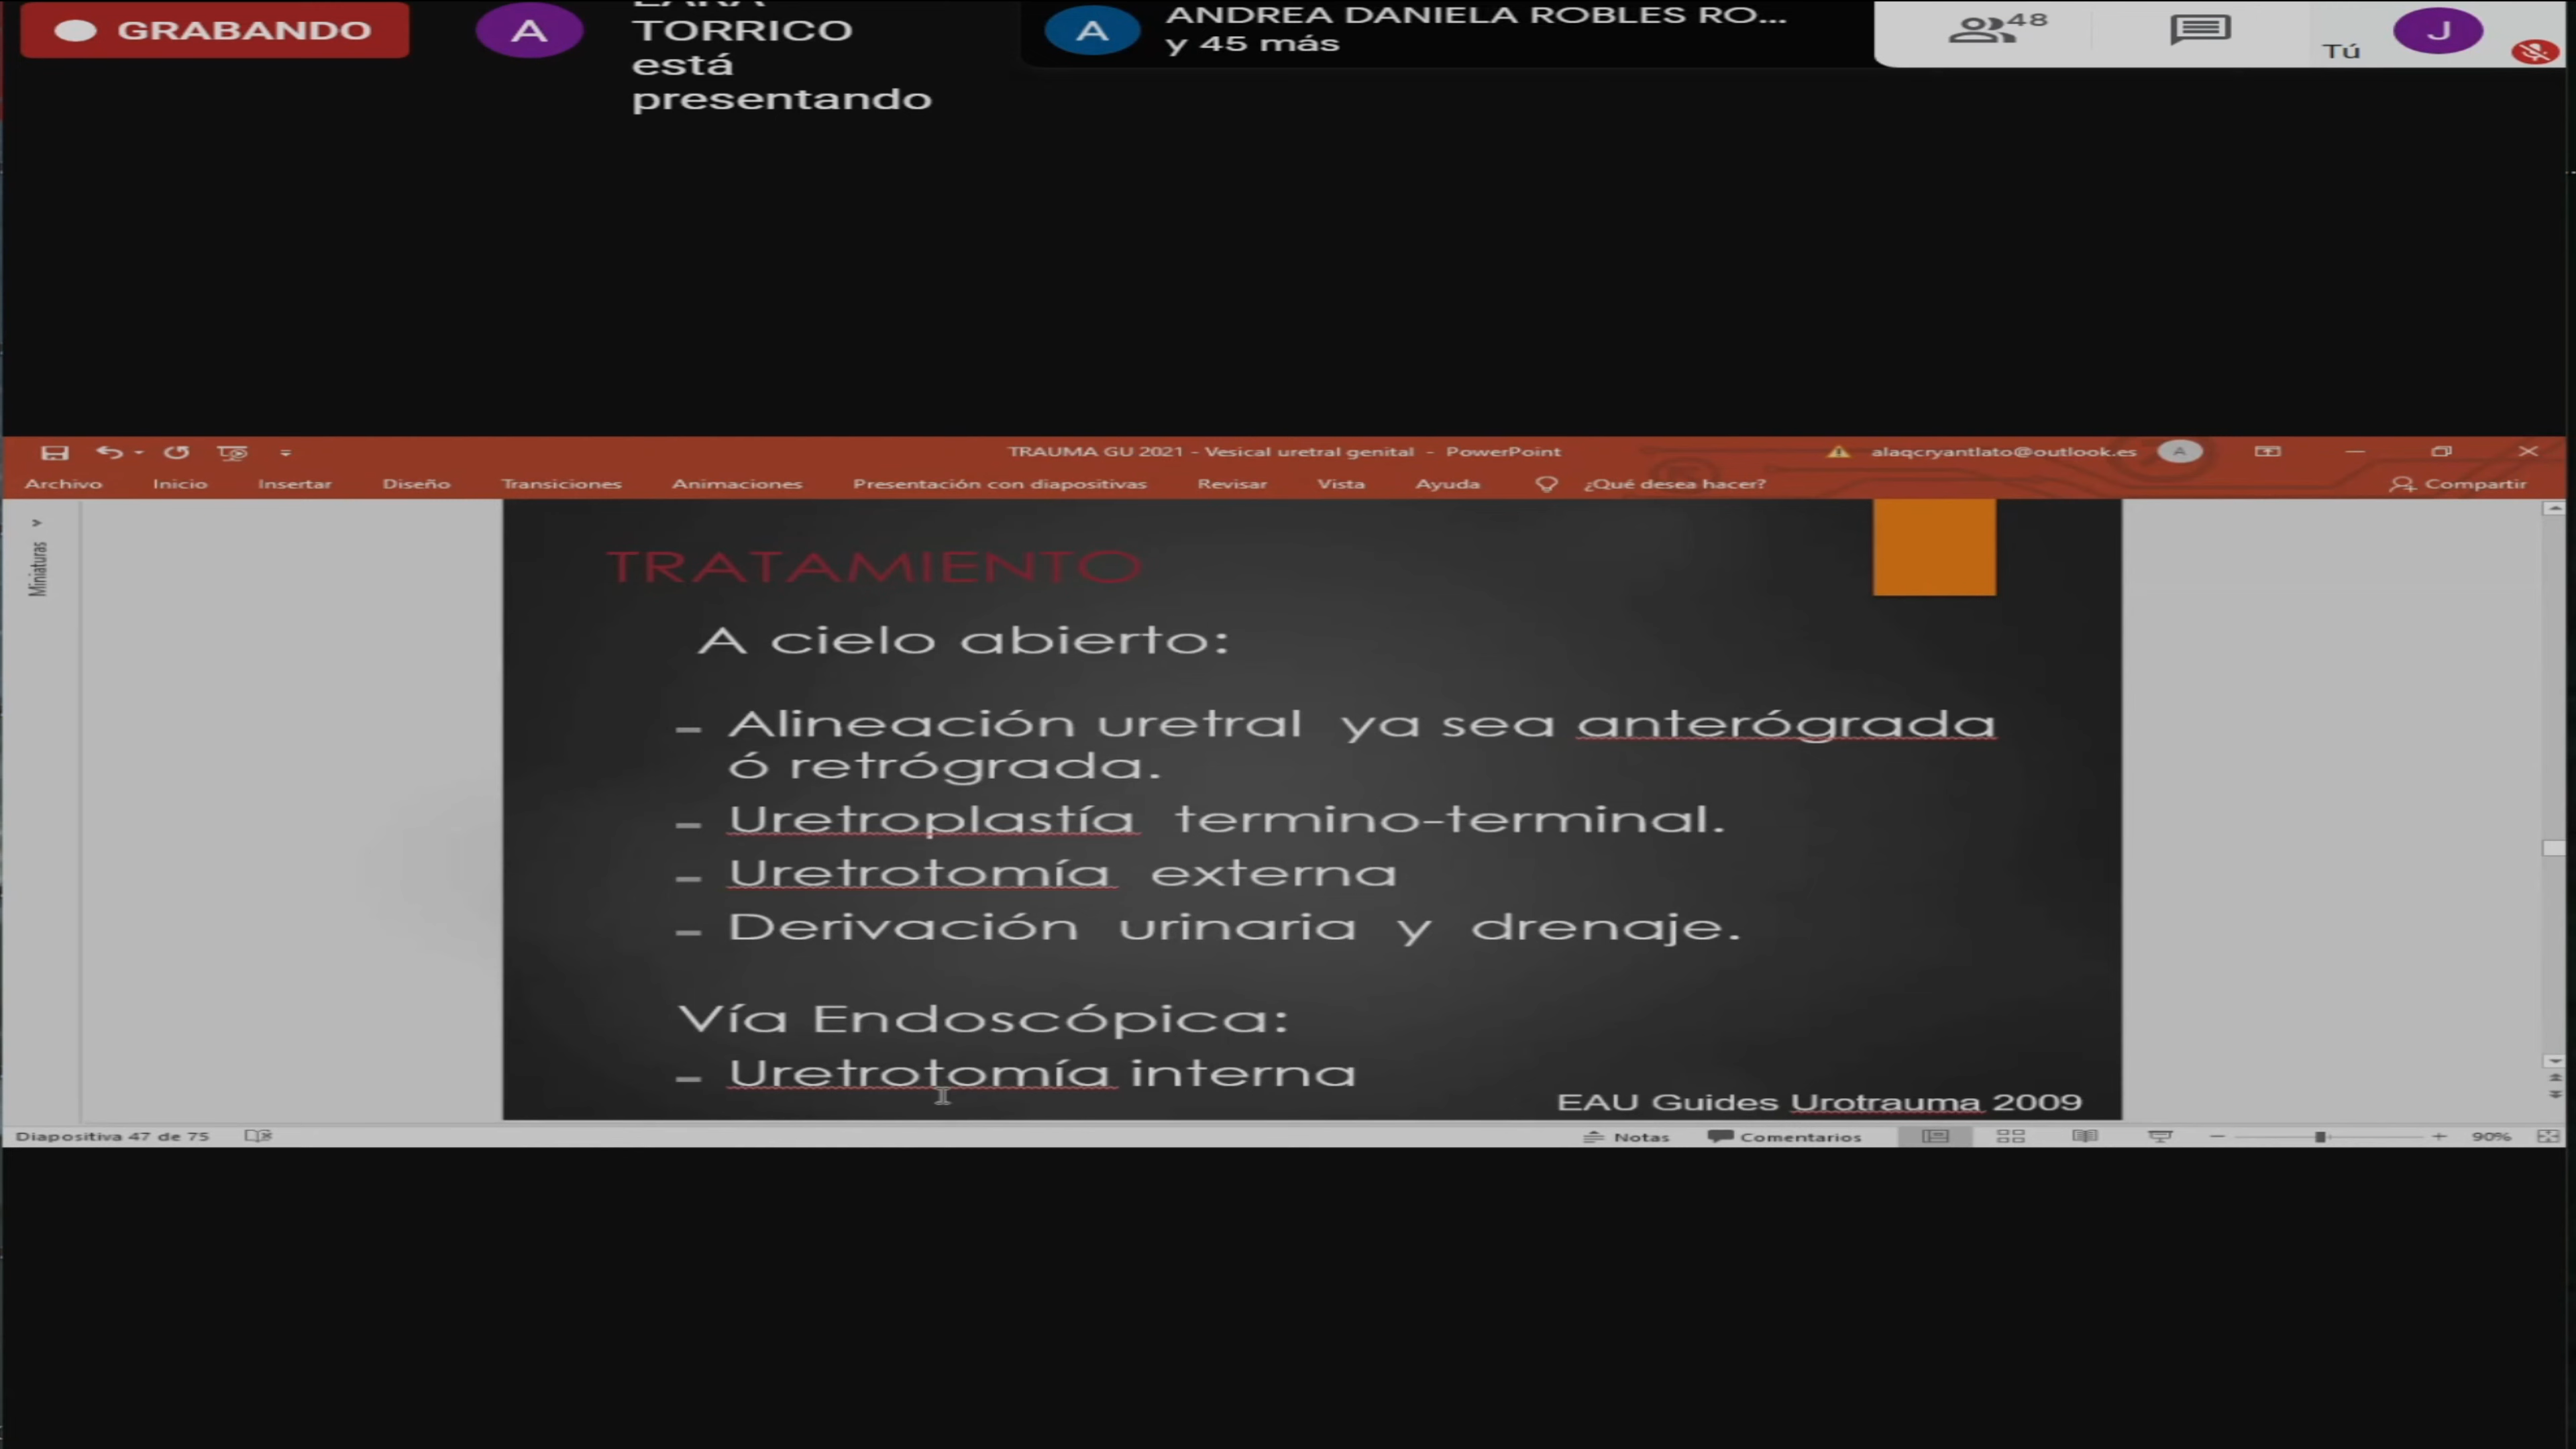 GRABANDO
A
TORRICO
está
presentando
A
ANDREA DANIELA ROBLES RO...
y 45 más
48
Tú
J
TRAUMA GU 2021 - Vesical uretral genital - PowerPoint
alaqcryantlato@outlook.es
A
Archivo Inicio Insertar Diseño Transiciones Animaciones Presentación con diapositivas Revisar Vista Ayuda ¿Qué desea hacer? Compartir
Miniaturas
TRATAMIENTO
A cielo abierto:
- Alineación uretral ya sea anterógrada
ó retrógrada.
- Uretroplastía termino-terminal.
- Uretrotomía externa
- Derivación urinaria y drenaje.
Vía Endoscópica:
- Uretrotomía interna
EAU Guides Urotrauma 2009
Diapositiva 47 de 75 Notas Comentarios 90%